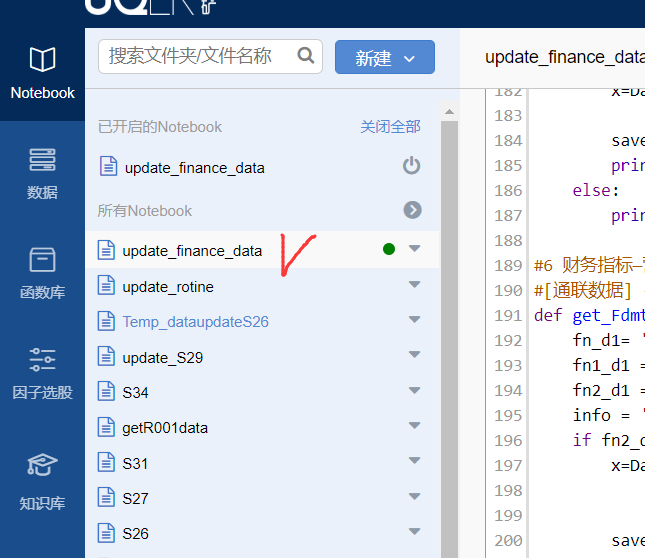 UQER 矿
Notebook
数据
函数库
因子选股
知识库
搜索文件夹/文件名称
新建
已开启的Notebook 关闭全部
update_finance_data
所有Notebook
update_finance_data
update_rotine
Temp_dataupdateS26
update_S29
S34
getR001data
S31
S27
S26
update_finance_data
182 x=Da
183
184 save
185 prin
186 else:
187 prin
188
189 #6 财务指标—
190 #[通联数据]
191 def get_Fdmt
192 fn_d1= '
193 fn1_d1 =
194 fn2_d1 =
195 info = '
196 if fn2_d
197 x=Da
198
199
200 save